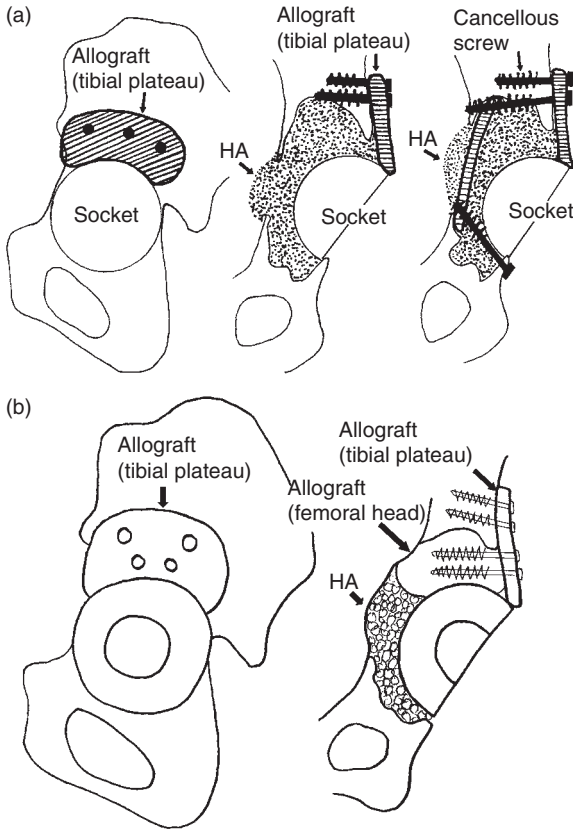 (a)
Allograft
(tibial plateau)
Socket
Allograft
(tibial plateau)
HA
Socket
Cancellous
screw
HA
Socket
(b)
Allograft
(tibial plateau)
Allograft
(tibial plateau)
Allograft
(femoral head)
HA